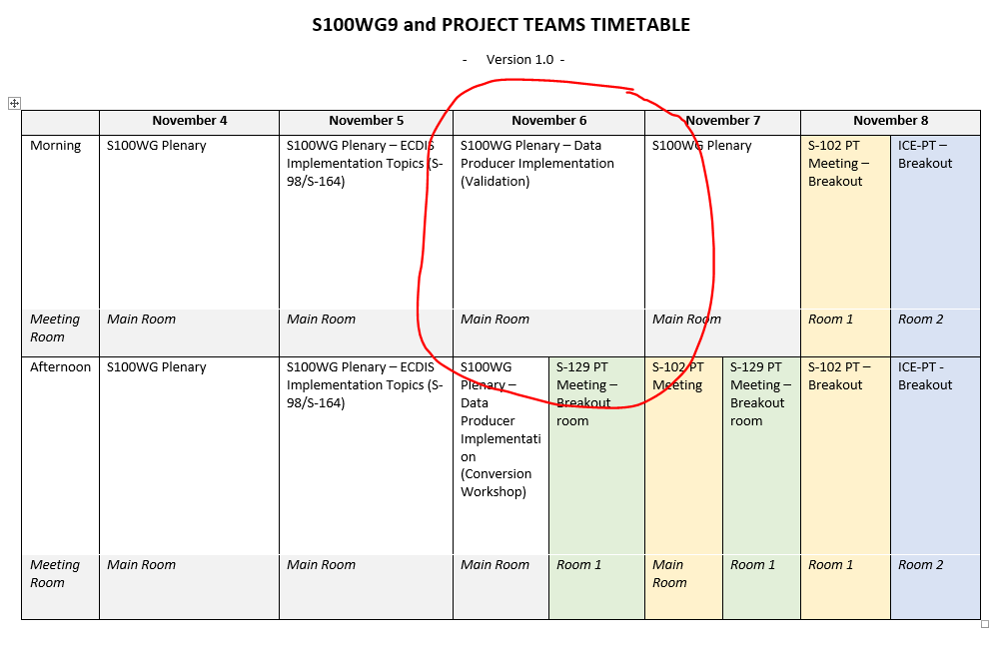 S100WG9 and PROJECT TEAMS TIMETABLE
- Version 1.0 -
November 4 November 5 November 6 November 7 November 8
Morning
S100WG Plenary
S100WG Plenary – ECDIS
Implementation Topics (S-
98/S-164)
S100WG Plenary – Data
Producer Implementation
(Validation)
S100WG Plenary
S-102 PT
Meeting –
Breakout
ICE-PT –
Breakout
Meeting
Room
Main Room
Main Room
Main Room
Main Room
Room 1
Room 2
Afternoon
S100WG Plenary
S100WG Plenary – ECDIS
Implementation Topics (S-
98/S-164)
S100WG
Plenary –
Data
Producer
Implementati
on
(Conversion
Workshop)
S-129 PT
Meeting –
Breakout
room
S-102 PT
Meeting
S-129 PT
Meeting –
Breakout
room
S-102 PT –
Breakout
ICE-PT -
Breakout
Meeting
Room
Main Room
Main Room
Main Room
Room 1
Main
Room
Room 1
Room 1
Room 2